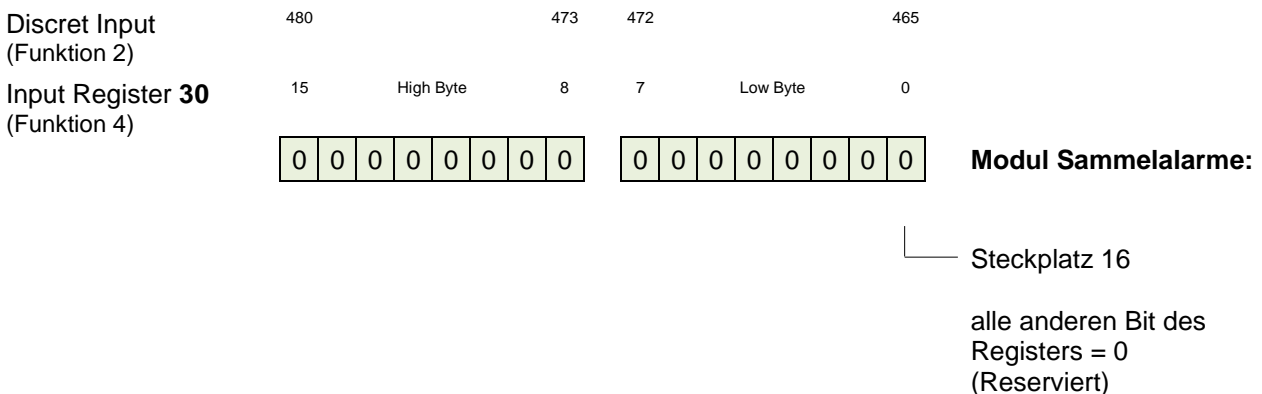 Discret Input 480 473 472 465
(Funktion 2)
Input Register 30 15 High Byte 8 7 Low Byte 0
(Funktion 4)
0 0 0 0 0 0 0 0 0 0 0 0 0 0 0 0 Modul Sammelalarme:
Steckplatz 16
alle anderen Bit des
Registers = 0
(Reserviert)